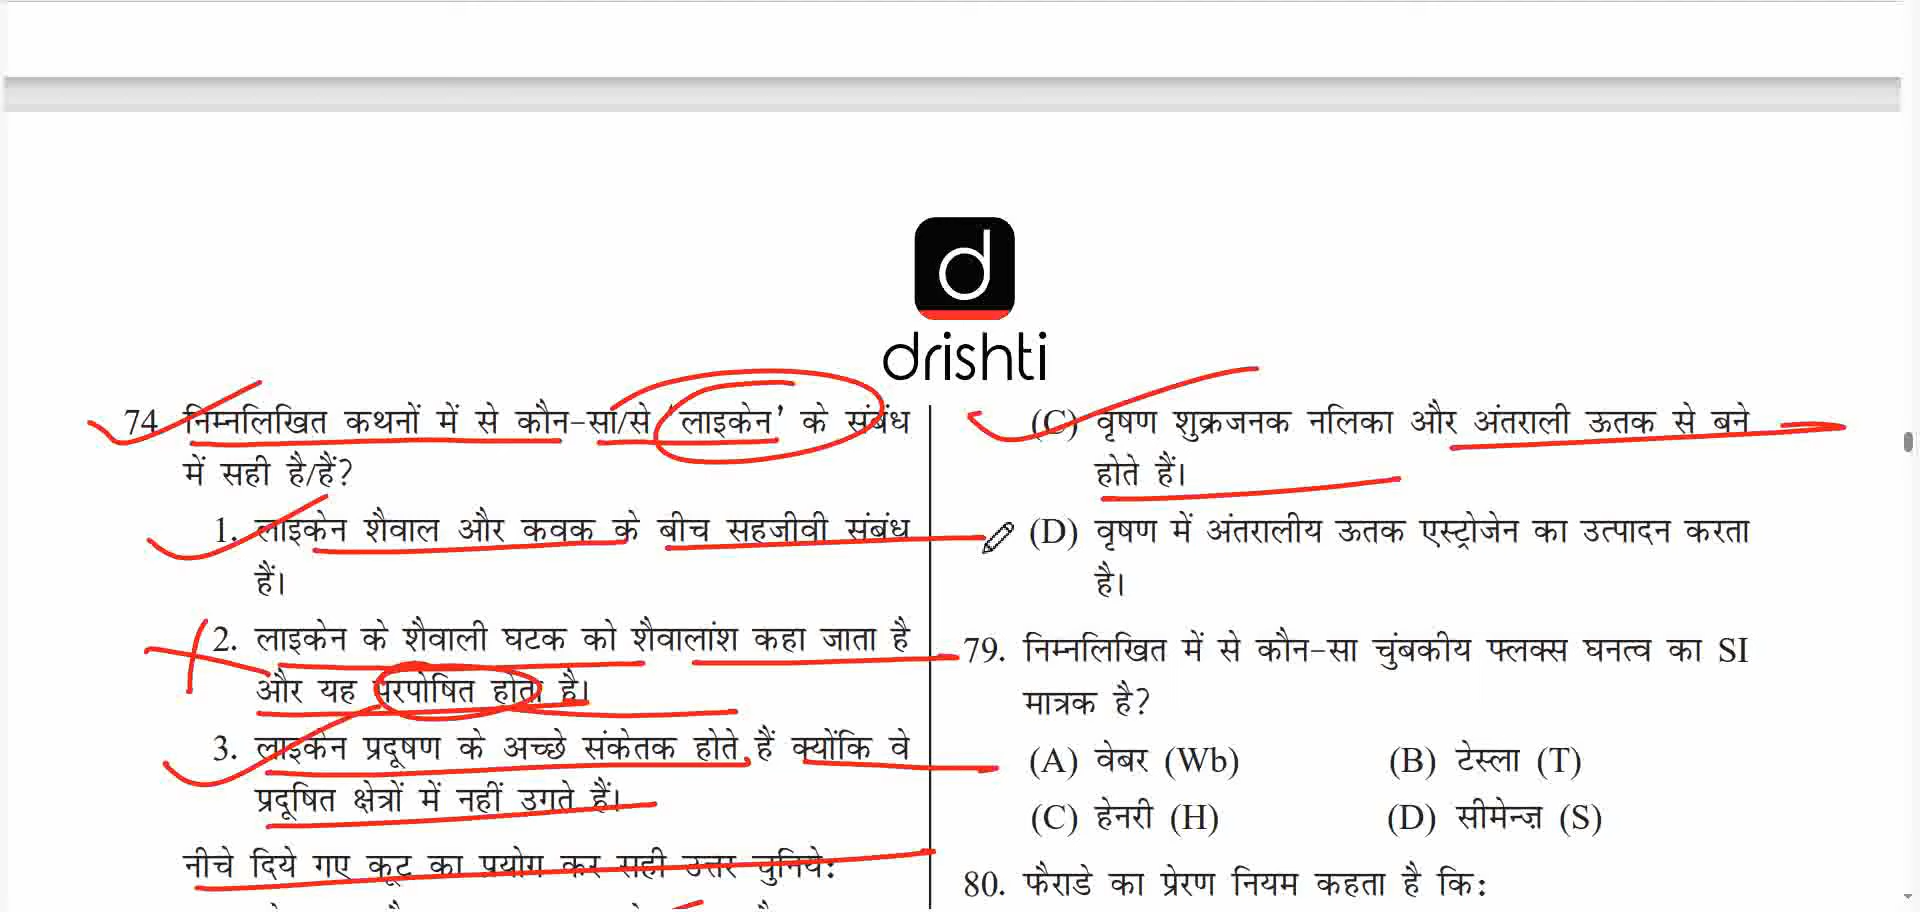 drishti
74. निम्नलिखित कथनों में से कौन-सा/से 'लाइकेन' के संबंध
में सही है/हैं?
1. लाइकेन शैवाल और कवक के बीच सहजीवी संबंध
हैं।
2. लाइकेन के शैवाली घटक को शैवालांश कहा जाता है
और यह परपोषित होता है।
3. लाइकेन प्रदूषण के अच्छे संकेतक होते हैं क्योंकि वे
प्रदूषित क्षेत्रों में नहीं उगते हैं।
नीचे दिये गए कूट का प्रयोग कर सही उत्तर चुनिये:
(C) वृषण शुक्रजनक नलिका और अंतराली ऊतक से बने
होते हैं।
(D) वृषण में अंतरालीय ऊतक एस्ट्रोजेन का उत्पादन करता
है।
79. निम्नलिखित में से कौन-सा चुंबकीय फ्लक्स घनत्व का SI
मात्रक है?
(A) वेबर (Wb) (B) टेस्ला (T)
(C) हेनरी (H) (D) सीमेन्ज़ (S)
80. फैराडे का प्रेरण नियम कहता है कि: